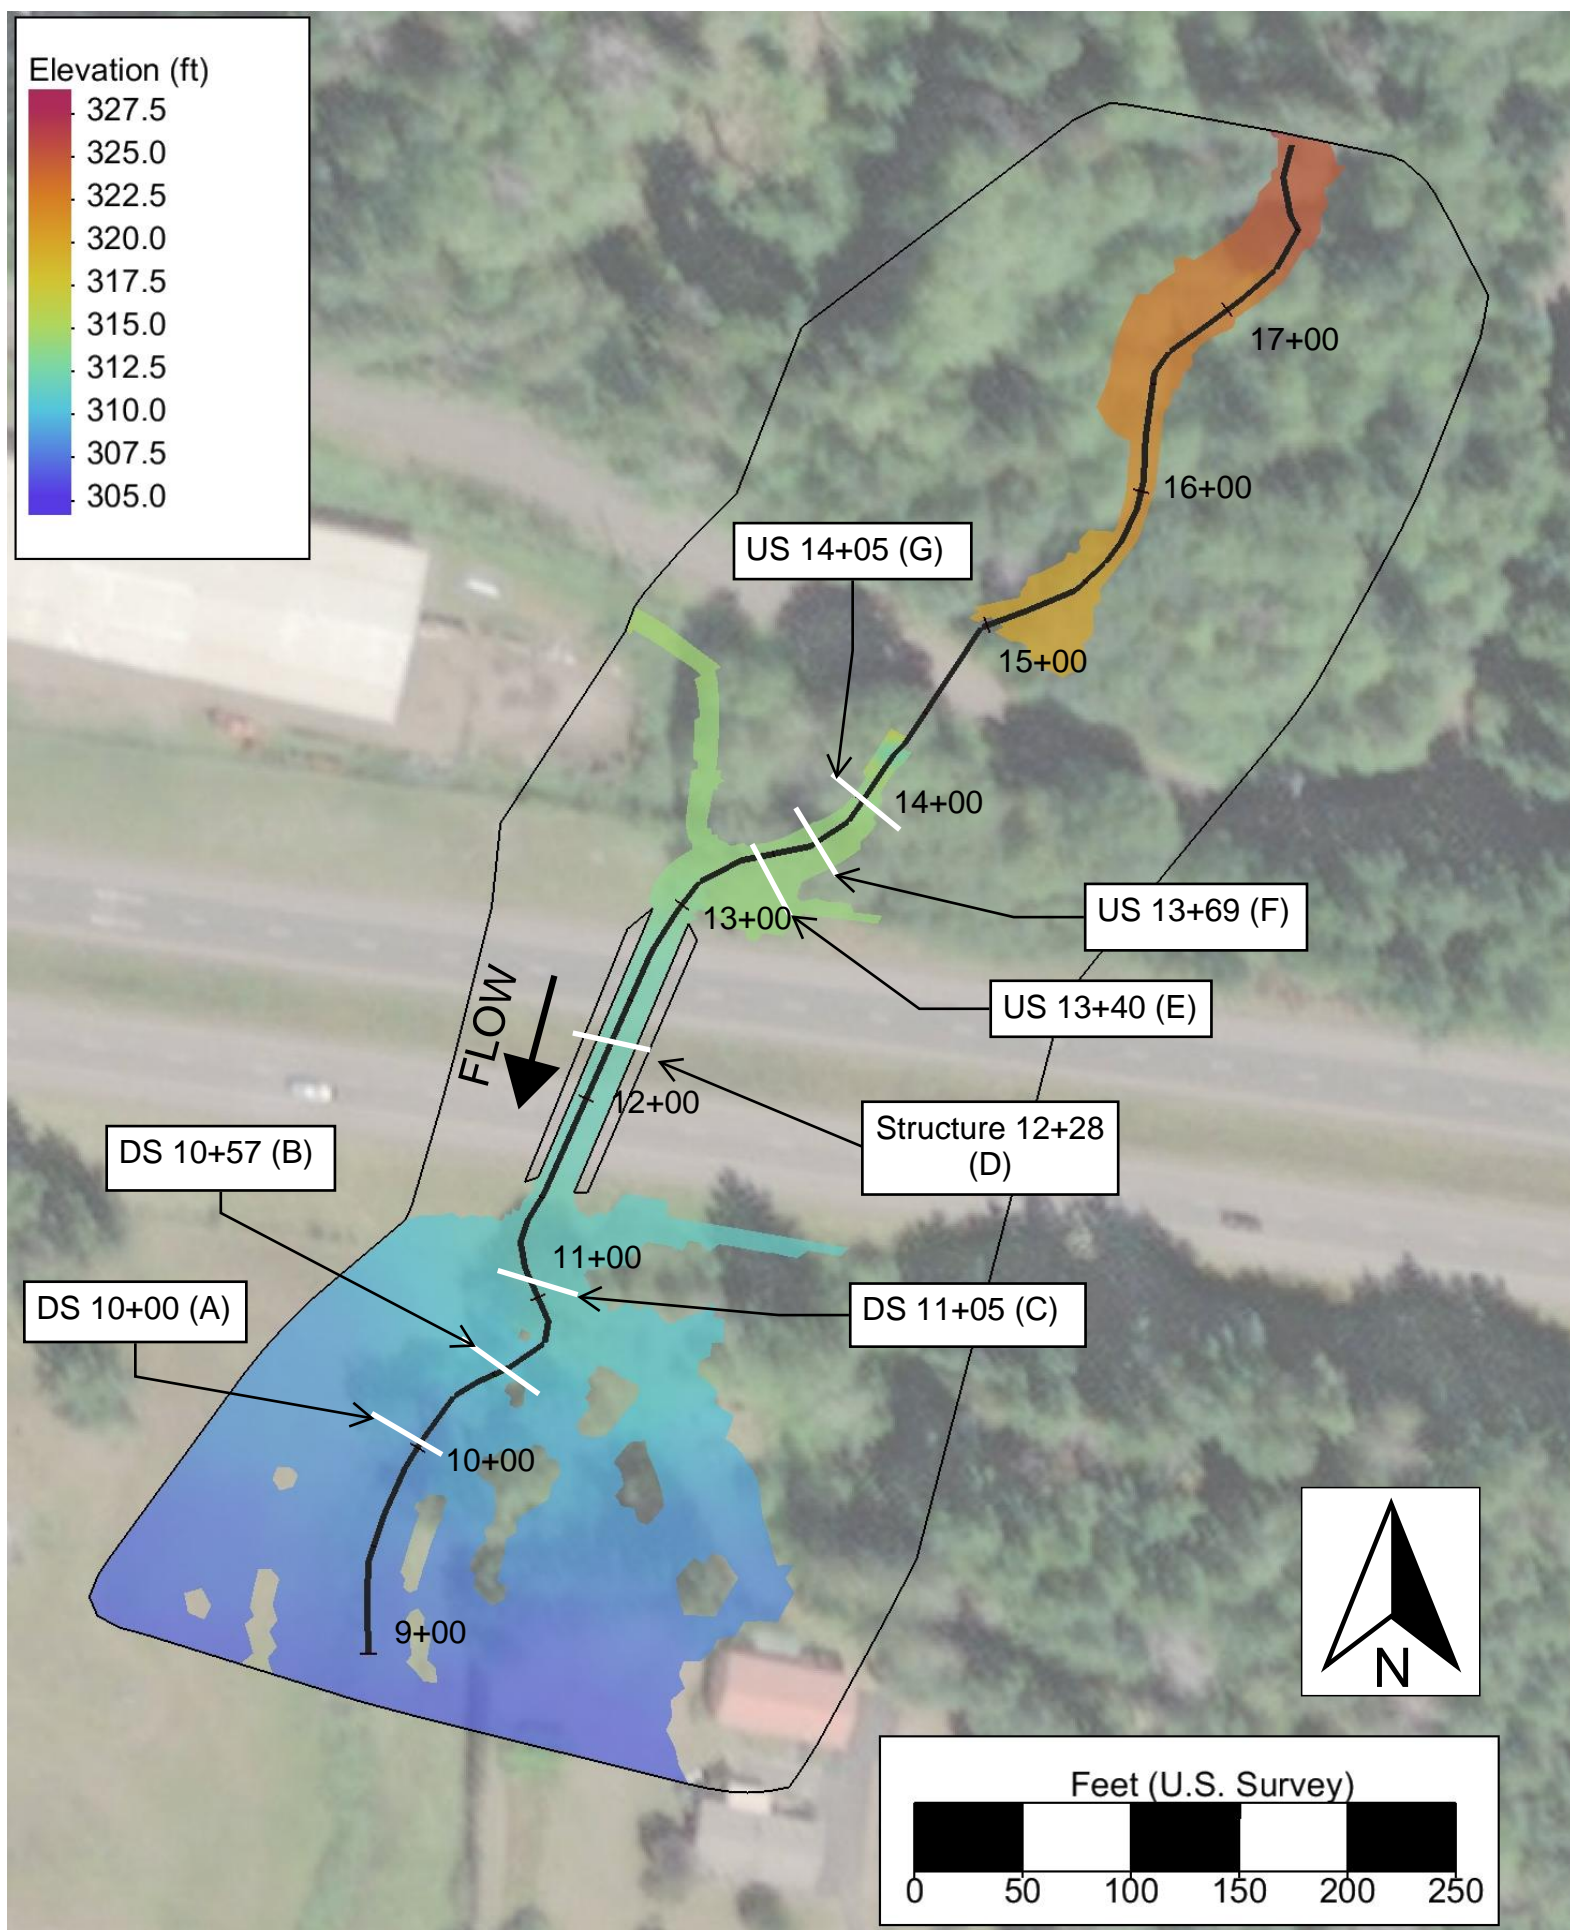 Elevation (ft)
327.5
325.0
322.5
320.0
317.5
315.0
312.5
310.0
307.5
305.0
17+00
16+00
US 14+05 (G)
15+00
14+00
US 13+69 (F)
13+00
US 13+40 (E)
FLOW
12+00
Structure 12+28
(D)
DS 10+57 (B)
11+00
DS 10+00 (A)
DS 11+05 (C)
10+00
9+00
N
Feet (U.S. Survey)
0 50 100 150 200 250